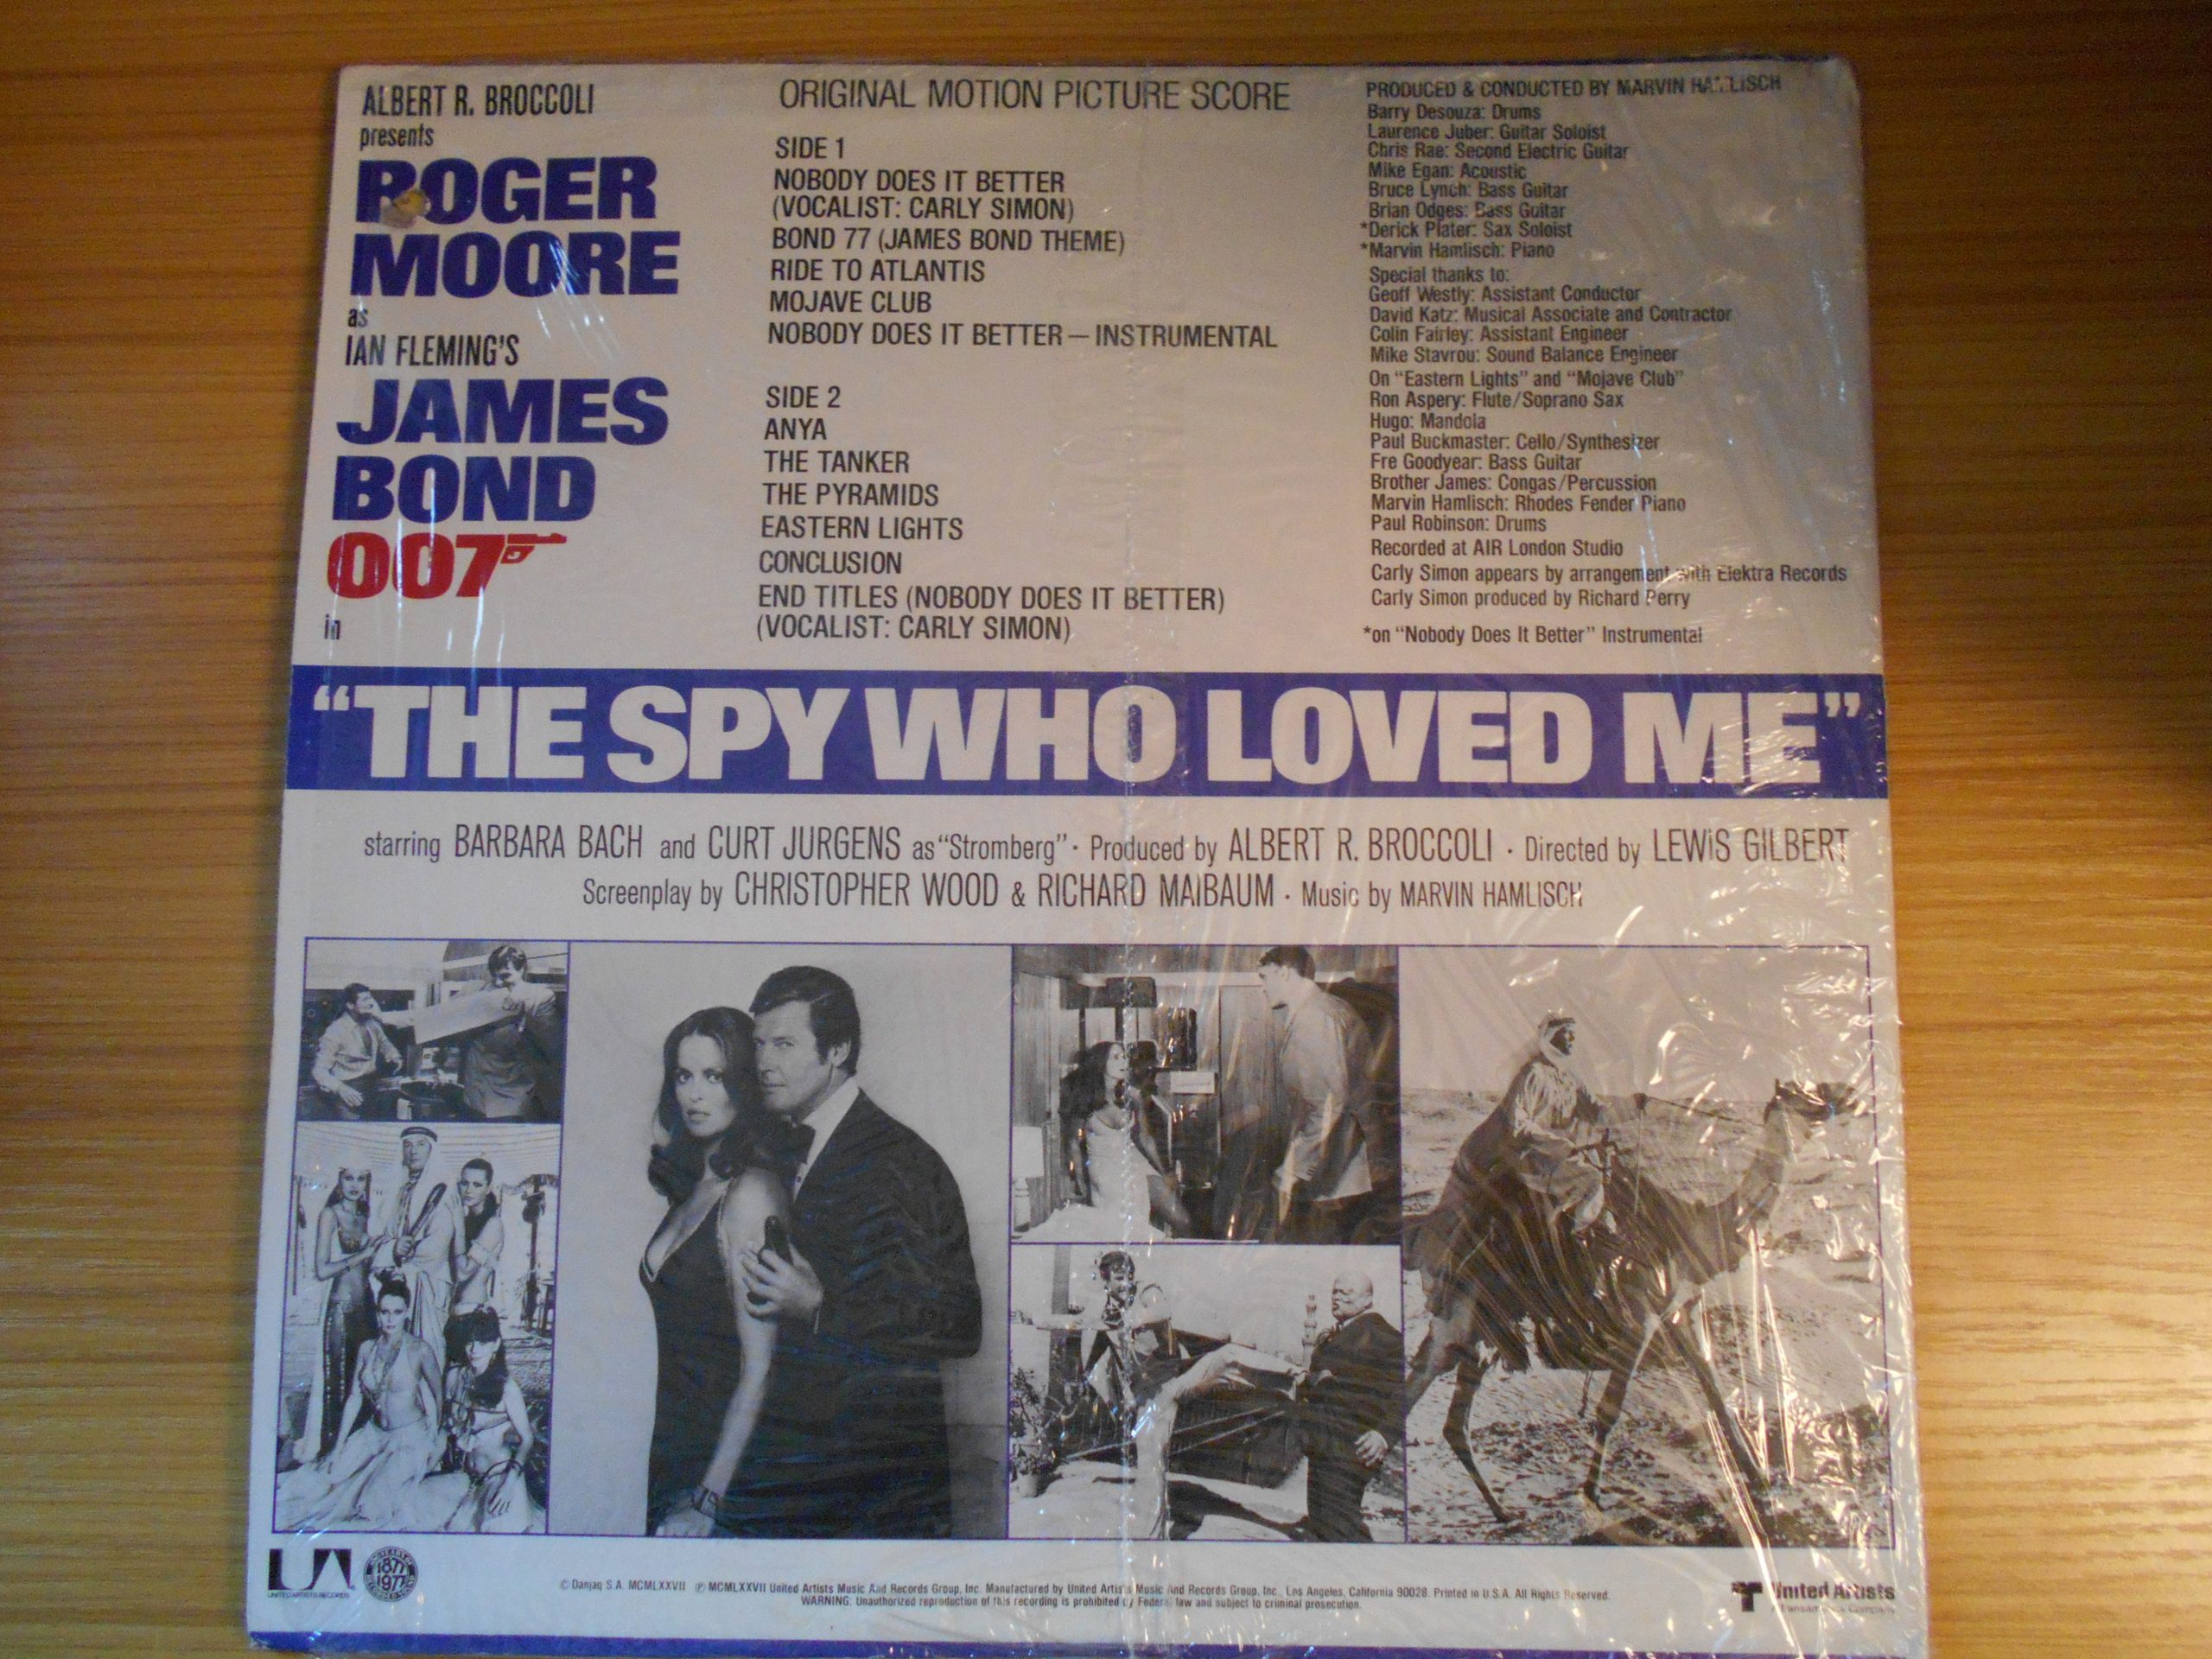 ALBERT R. BROCCOLI
presents
ROGER
MOORE
as
IAN FLEMING'S
JAMES
BOND
007
in
ORIGINAL MOTION PICTURE SCORE
SIDE 1
NOBODY DOES IT BETTER
(VOCALIST: CARLY SIMON)
BOND 77 (JAMES BOND THEME)
RIDE TO ATLANTIS
MOJAVE CLUB
NOBODY DOES IT BETTER — INSTRUMENTAL
SIDE 2
ANYA
THE TANKER
THE PYRAMIDS
EASTERN LIGHTS
CONCLUSION
END TITLES (NOBODY DOES IT BETTER)
(VOCALIST: CARLY SIMON)
PRODUCED & CONDUCTED BY MARVIN HAMLISCH
Barry Desouza: Drums
Laurence Juber: Guitar Soloist
Chris Rae: Second Electric Guitar
Mike Egan: Acoustic
Bruce Lynch: Bass Guitar
Brian Odges: Bass Guitar
*Derick Plater: Sax Soloist
*Marvin Hamlisch: Piano
Special thanks to:
Geoff Westly: Assistant Conductor
David Katz: Musical Associate and Contractor
Colin Fairley: Assistant Engineer
Mike Stavrou: Sound Balance Engineer
On "Eastern Lights" and "Mojave Club"
Ron Aspery: Flute/Soprano Sax
Hugo: Mandola
Paul Buckmaster: Cello/Synthesizer
Fre Goodyear: Bass Guitar
Brother James: Congas/Percussion
Marvin Hamlisch: Rhodes Fender Piano
Paul Robinson: Drums
Recorded at AIR London Studio
Carly Simon appears by arrangement with Elektra Records
Carly Simon produced by Richard Perry
*on "Nobody Does It Better" Instrumental
"THE SPY WHO LOVED ME"
starring BARBARA BACH and CURT JURGENS as "Stromberg" · Produced by ALBERT R. BROCCOLI · Directed by LEWIS GILBERT
Screenplay by CHRISTOPHER WOOD & RICHARD MAIBAUM · Music by MARVIN HAMLISCH
UA
UNITED ARTISTS RECORDS
1877
1977
© Danjaq S.A. MCMLXXVII ℗ MCMLXXVII United Artists Music And Records Group, Inc. Manufactured by United Artists Music And Records Group, Inc., Los Angeles, California 90028. Printed in U.S.A. All Rights Reserved.
WARNING: Unauthorized reproduction of this recording is prohibited by Federal law and subject to criminal prosecution.
United Artists
A Transamerica Company